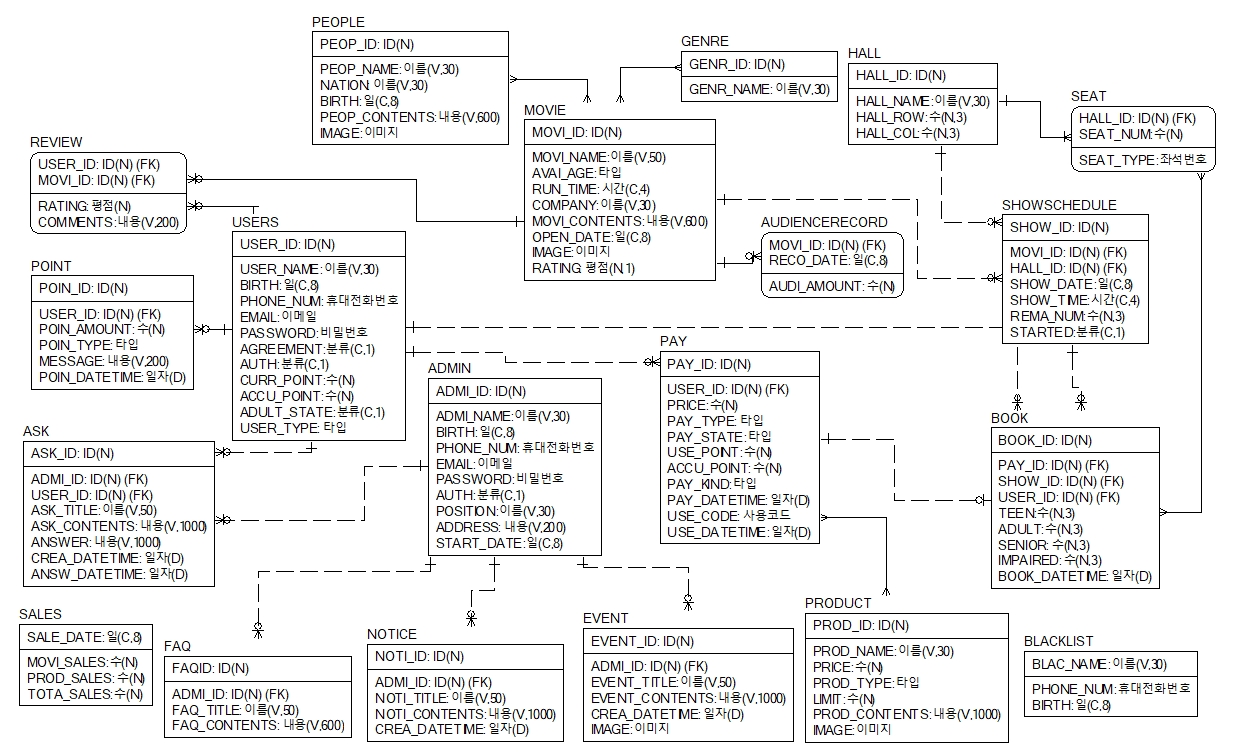 PEOPLE
PEOP_ID: ID(N)
PEOP_NAME: 이름(V,30)
NATION: 이름(V,30)
BIRTH: 일(C,8)
PEOP_CONTENTS: 내용(V,600)
IMAGE: 이미지
GENRE
GENR_ID: ID(N)
GENR_NAME: 이름(V,30)
HALL
HALL_ID: ID(N)
HALL_NAME: 이름(V,30)
HALL_ROW: 수(N,3)
HALL_COL: 수(N,3)
SEAT
HALL_ID: ID(N) (FK)
SEAT_NUM: 수(N)
SEAT_TYPE: 좌석번호
MOVIE
MOVI_ID: ID(N)
MOVI_NAME: 이름(V,50)
AVAI_AGE: 타입
RUN_TIME: 시간(C,4)
COMPANY: 이름(V,30)
MOVI_CONTENTS: 내용(V,600)
OPEN_DATE: 일(C,8)
IMAGE: 이미지
RATING: 평점(N.1)
REVIEW
USER_ID: ID(N) (FK)
MOVI_ID: ID(N) (FK)
RATING: 평점(N)
COMMENTS: 내용(V,200)
USERS
USER_ID: ID(N)
USER_NAME: 이름(V,30)
BIRTH: 일(C,8)
PHONE_NUM: 휴대전화번호
EMAIL: 이메일
PASSWORD: 비밀번호
AGREEMENT: 분류(C,1)
AUTH: 분류(C,1)
CURR_POINT: 수(N)
ACCU_POINT: 수(N)
ADULT_STATE: 분류(C,1)
USER_TYPE: 타입
AUDIENCERECORD
MOVI_ID: ID(N) (FK)
RECO_DATE: 일(C,8)
AUDI_AMOUNT: 수(N)
SHOWSCHEDULE
SHOW_ID: ID(N)
MOVI_ID: ID(N) (FK)
HALL_ID: ID(N) (FK)
SHOW_DATE: 일(C,8)
SHOW_TIME: 시간(C,4)
REMA_NUM: 수(N,3)
STARTED: 분류(C,1)
POINT
POIN_ID: ID(N)
USER_ID: ID(N) (FK)
POIN_AMOUNT: 수(N)
POIN_TYPE: 타입
MESSAGE: 내용(V,200)
POIN_DATETIME: 일자(D)
PAY
PAY_ID: ID(N)
USER_ID: ID(N) (FK)
PRICE: 수(N)
PAY_TYPE: 타입
PAY_STATE: 타입
USE_POINT: 수(N)
ACCU_POINT: 수(N)
PAY_KIND: 타입
PAY_DATETIME: 일자(D)
USE_CODE: 사용코드
USE_DATETIME: 일자(D)
ADMIN
ADMI_ID: ID(N)
ADMI_NAME: 이름(V,30)
BIRTH: 일(C,8)
PHONE_NUM: 휴대전화번호
EMAIL: 이메일
PASSWORD: 비밀번호
AUTH: 분류(C,1)
POSITION: 이름(V,30)
ADDRESS: 내용(V,200)
START_DATE: 일(C,8)
BOOK
BOOK_ID: ID(N)
PAY_ID: ID(N) (FK)
SHOW_ID: ID(N) (FK)
USER_ID: ID(N) (FK)
TEEN: 수(N,3)
ADULT: 수(N,3)
SENIOR: 수(N,3)
IMPAIRED: 수(N,3)
BOOK_DATETIME: 일자(D)
ASK
ASK_ID: ID(N)
ADMI_ID: ID(N) (FK)
USER_ID: ID(N) (FK)
ASK_TITLE: 이름(V,50)
ASK_CONTENTS: 내용(V,1000)
ANSWER: 내용(V,1000)
CREA_DATETIME: 일자(D)
ANSW_DATETIME: 일자(D)
SALES
SALE_DATE: 일(C,8)
MOVI_SALES: 수(N)
PROD_SALES: 수(N)
TOTA_SALES: 수(N)
FAQ
FAQID: ID(N)
ADMI_ID: ID(N) (FK)
FAQ_TITLE: 이름(V,50)
FAQ_CONTENTS: 내용(V,600)
NOTICE
NOTI_ID: ID(N)
ADMI_ID: ID(N) (FK)
NOTI_TITLE: 이름(V,50)
NOTI_CONTENTS: 내용(V,1000)
CREA_DATETIME: 일자(D)
EVENT
EVENT_ID: ID(N)
ADMI_ID: ID(N) (FK)
EVENT_TITLE: 이름(V,50)
EVENT_CONTENTS: 내용(V,1000)
CREA_DATETIME: 일자(D)
IMAGE: 이미지
PRODUCT
PROD_ID: ID(N)
PROD_NAME: 이름(V,30)
PRICE: 수(N)
PROD_TYPE: 타입
LIMIT: 수(N)
PROD_CONTENTS: 내용(V,1000)
IMAGE: 이미지
BLACKLIST
BLAC_NAME: 이름(V,30)
PHONE_NUM: 휴대전화번호
BIRTH: 일(C,8)